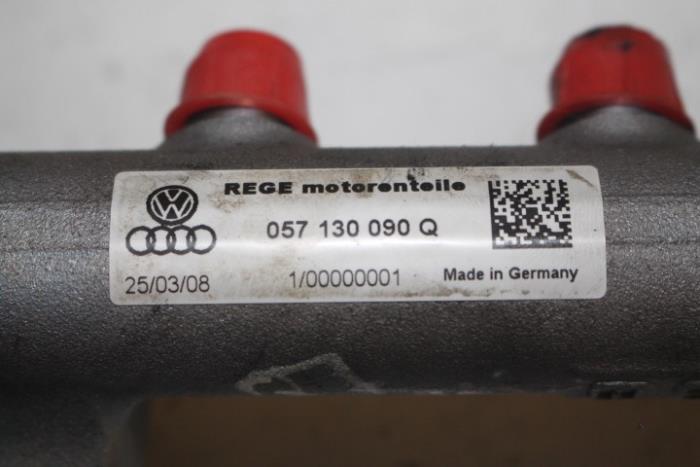 REGE motorenteile
057 130 090 Q
25/03/08
1/00000001
Made in Germany